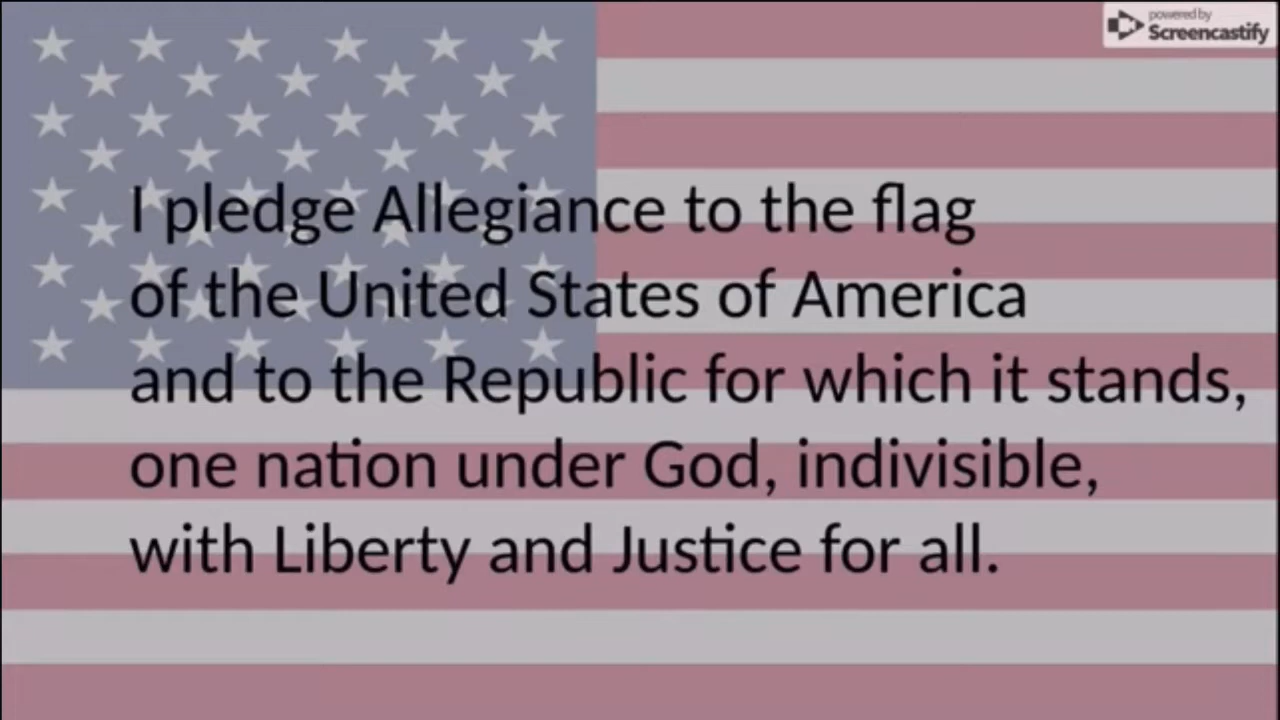 powered by
Screencastify
I pledge Allegiance to the flag
of the United States of America
and to the Republic for which it stands,
one nation under God, indivisible,
with Liberty and Justice for all.